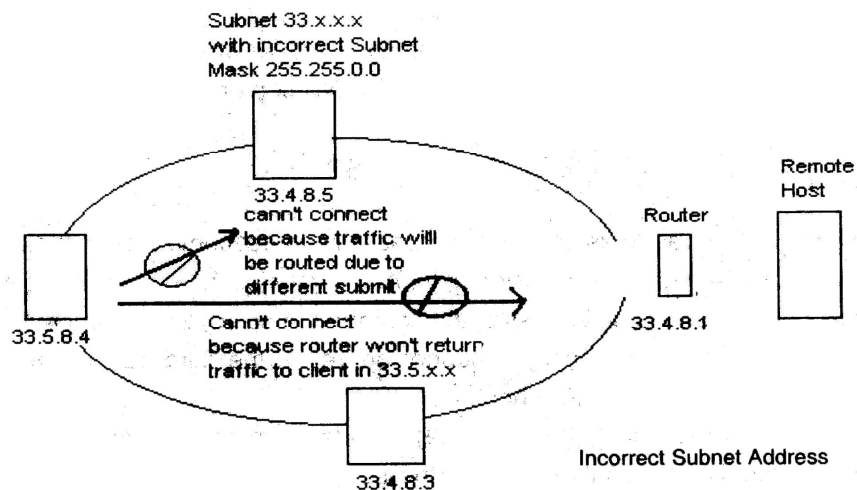 Subnet 33.x.x.x
with incorrect Subnet
Mask 255.255.0.0
33.4.8.5
cann't connect
because traffic willl
be routed due to
different submit
Router
Remote
Host
33.5.8.4
33.4.8.1
Cann't connect
because router won't return
traffic to client in 33.5.x.x
33.4.8.3
Incorrect Subnet Address